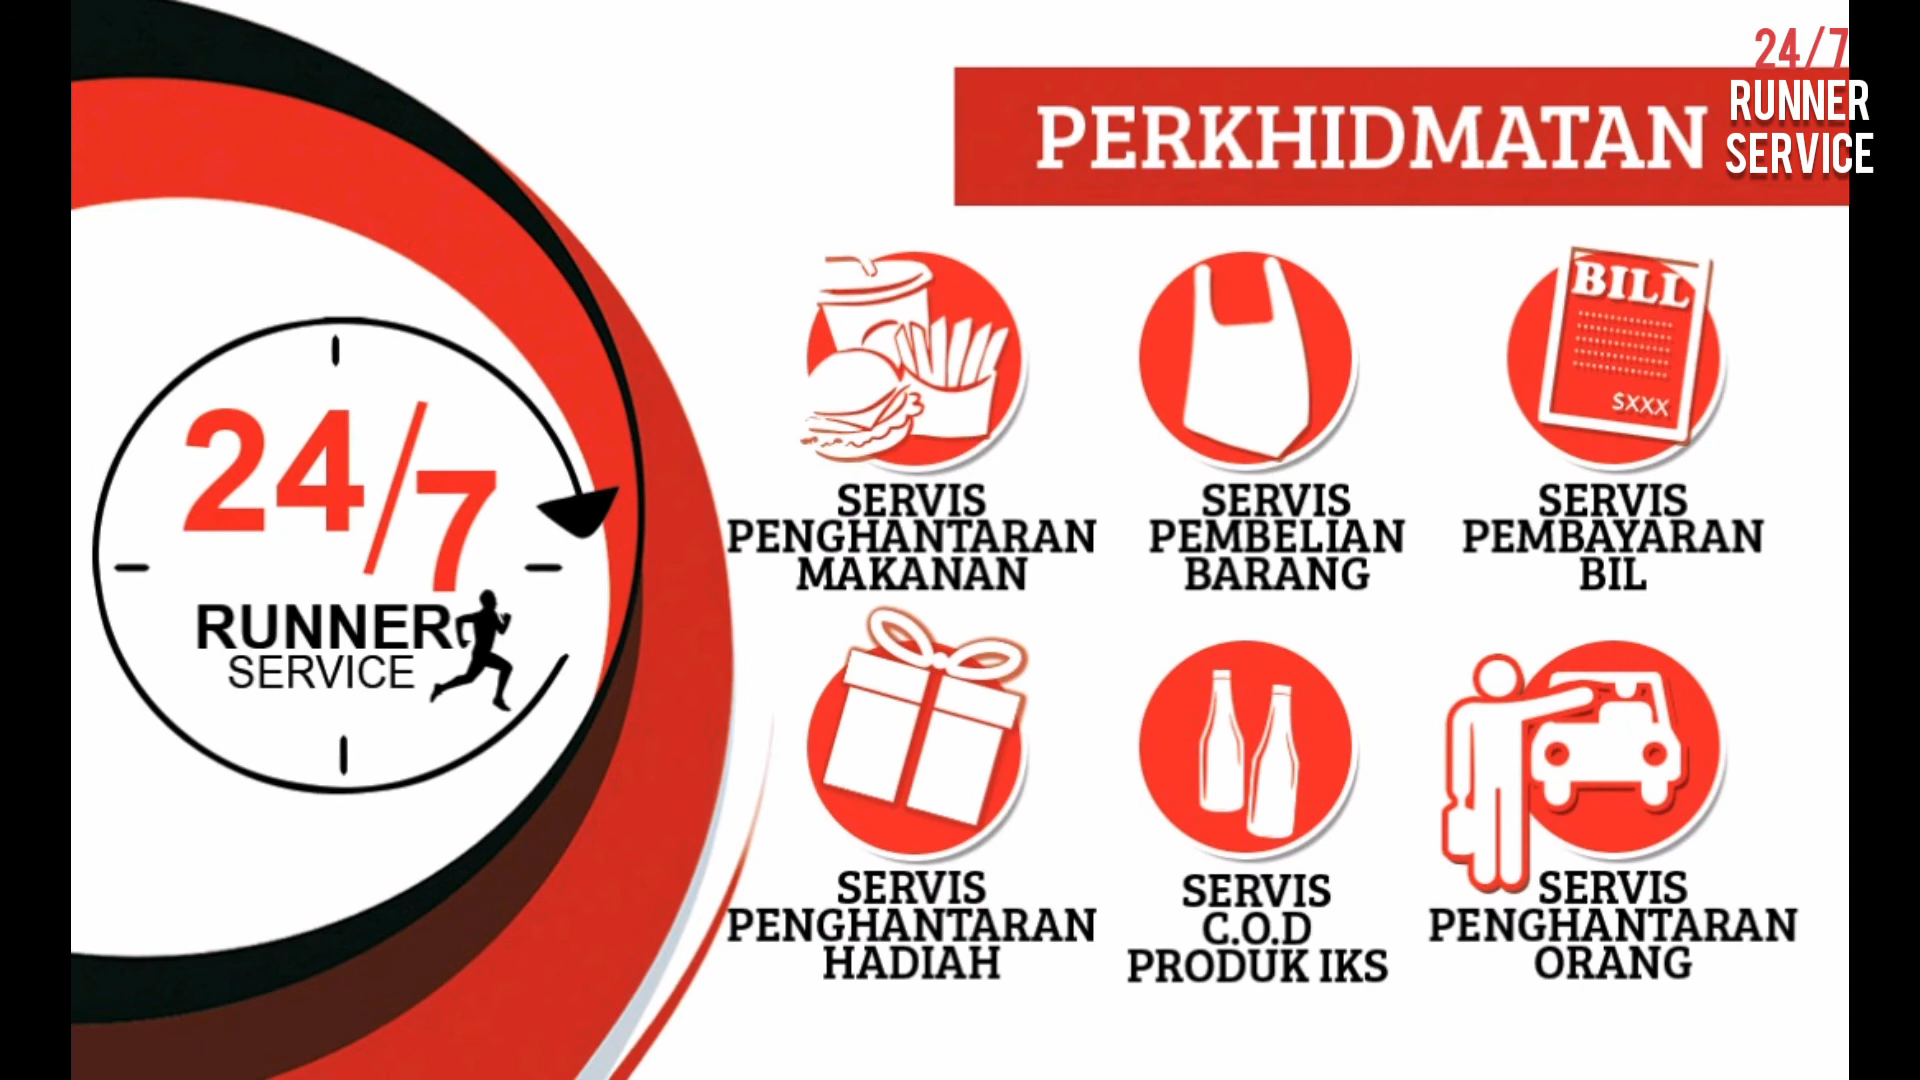 24/7
RUNNER
SERVICE
PERKHIDMATAN
24/7
RUNNER
SERVICE
BILL
$XXX
SERVIS
PENGHANTARAN
MAKANAN
SERVIS
PEMBELIAN
BARANG
SERVIS
PEMBAYARAN
BIL
SERVIS
PENGHANTARAN
HADIAH
SERVIS
C.O.D
PRODUK IKS
SERVIS
PENGHANTARAN
ORANG